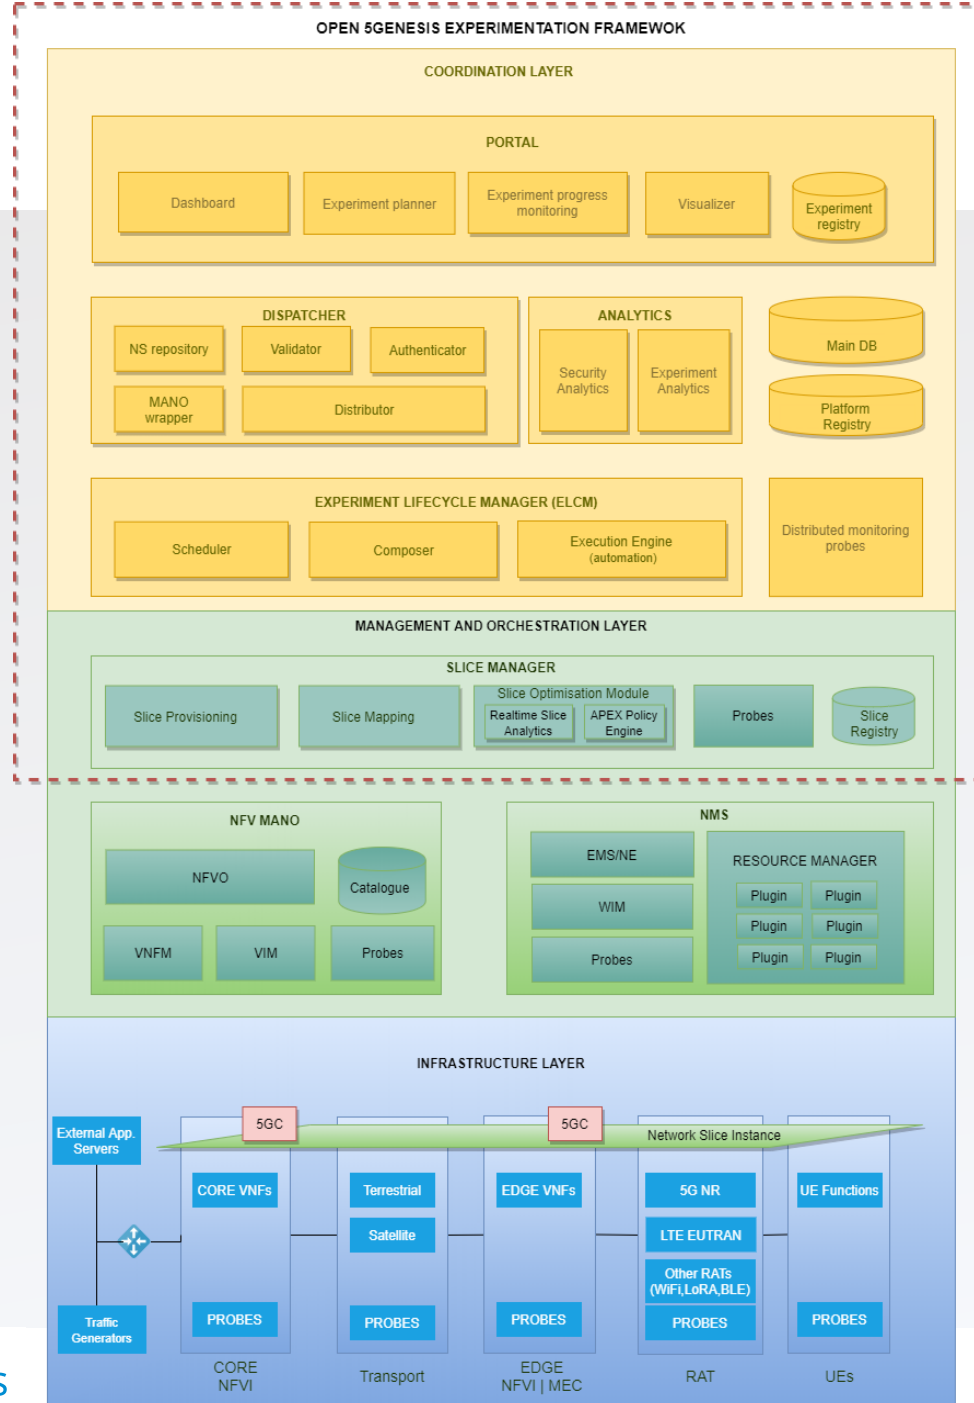 OPEN 5GENESIS EXPERIMENTATION FRAMEWOK
COORDINATION LAYER
PORTAL
Dashboard
Experiment planner
Experiment progress
monitoring
Visualizer
Experiment
registry
DISPATCHER
NS repository
Validator
Authenticator
MANO
wrapper
Distributor
ANALYTICS
Security
Analytics
Experiment
Analytics
Main DB
Platform
Registry
EXPERIMENT LIFECYCLE MANAGER (ELCM)
Scheduler
Composer
Execution Engine
(automation)
Distributed monitoring
probes
MANAGEMENT AND ORCHESTRATION LAYER
SLICE MANAGER
Slice Provisioning
Slice Mapping
Slice Optimisation Module
Realtime Slice
Analytics
APEX Policy
Engine
Probes
Slice
Registry
NFV MANO
NFVO
Catalogue
VNFM
VIM
Probes
NMS
EMS/NE
WIM
Probes
RESOURCE MANAGER
Plugin
Plugin
Plugin
Plugin
Plugin
Plugin
INFRASTRUCTURE LAYER
External App.
Servers
Traffic
Generators
5GC
5GC
Network Slice Instance
CORE VNFs
PROBES
CORE
NFVI
Terrestrial
Satellite
PROBES
Transport
EDGE VNFs
PROBES
EDGE
NFVI | MEC
5G NR
LTE EUTRAN
Other RATs
(WiFi,LoRA,BLE)
PROBES
RAT
UE Functions
PROBES
UEs
S